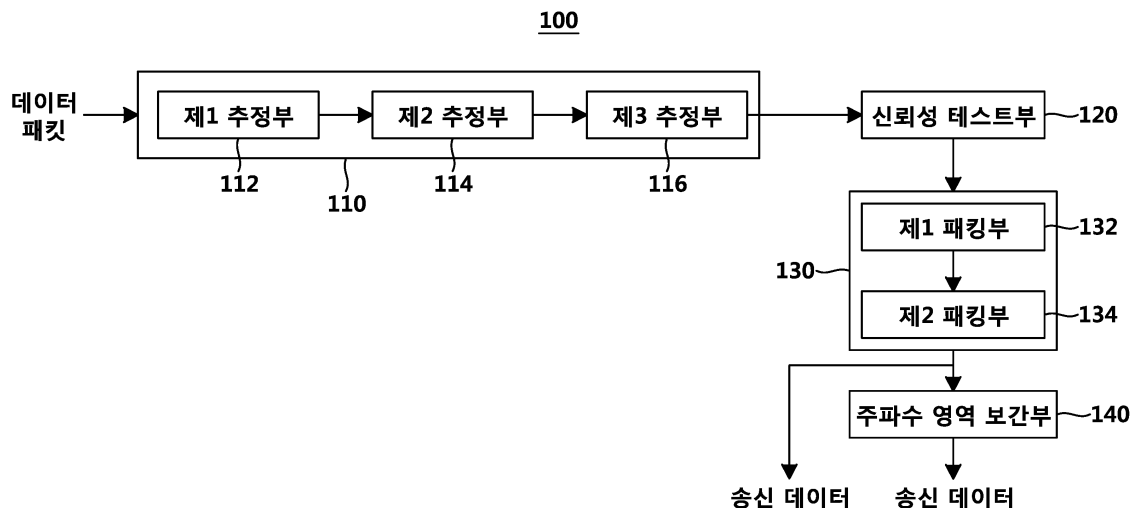 100
데이터
패킷
제1 추정부
제2 추정부
제3 추정부
신뢰성 테스트부
120
112
114
116
110
제1 패킹부
132
130
제2 패킹부
134
주파수 영역 보간부
140
송신 데이터
송신 데이터